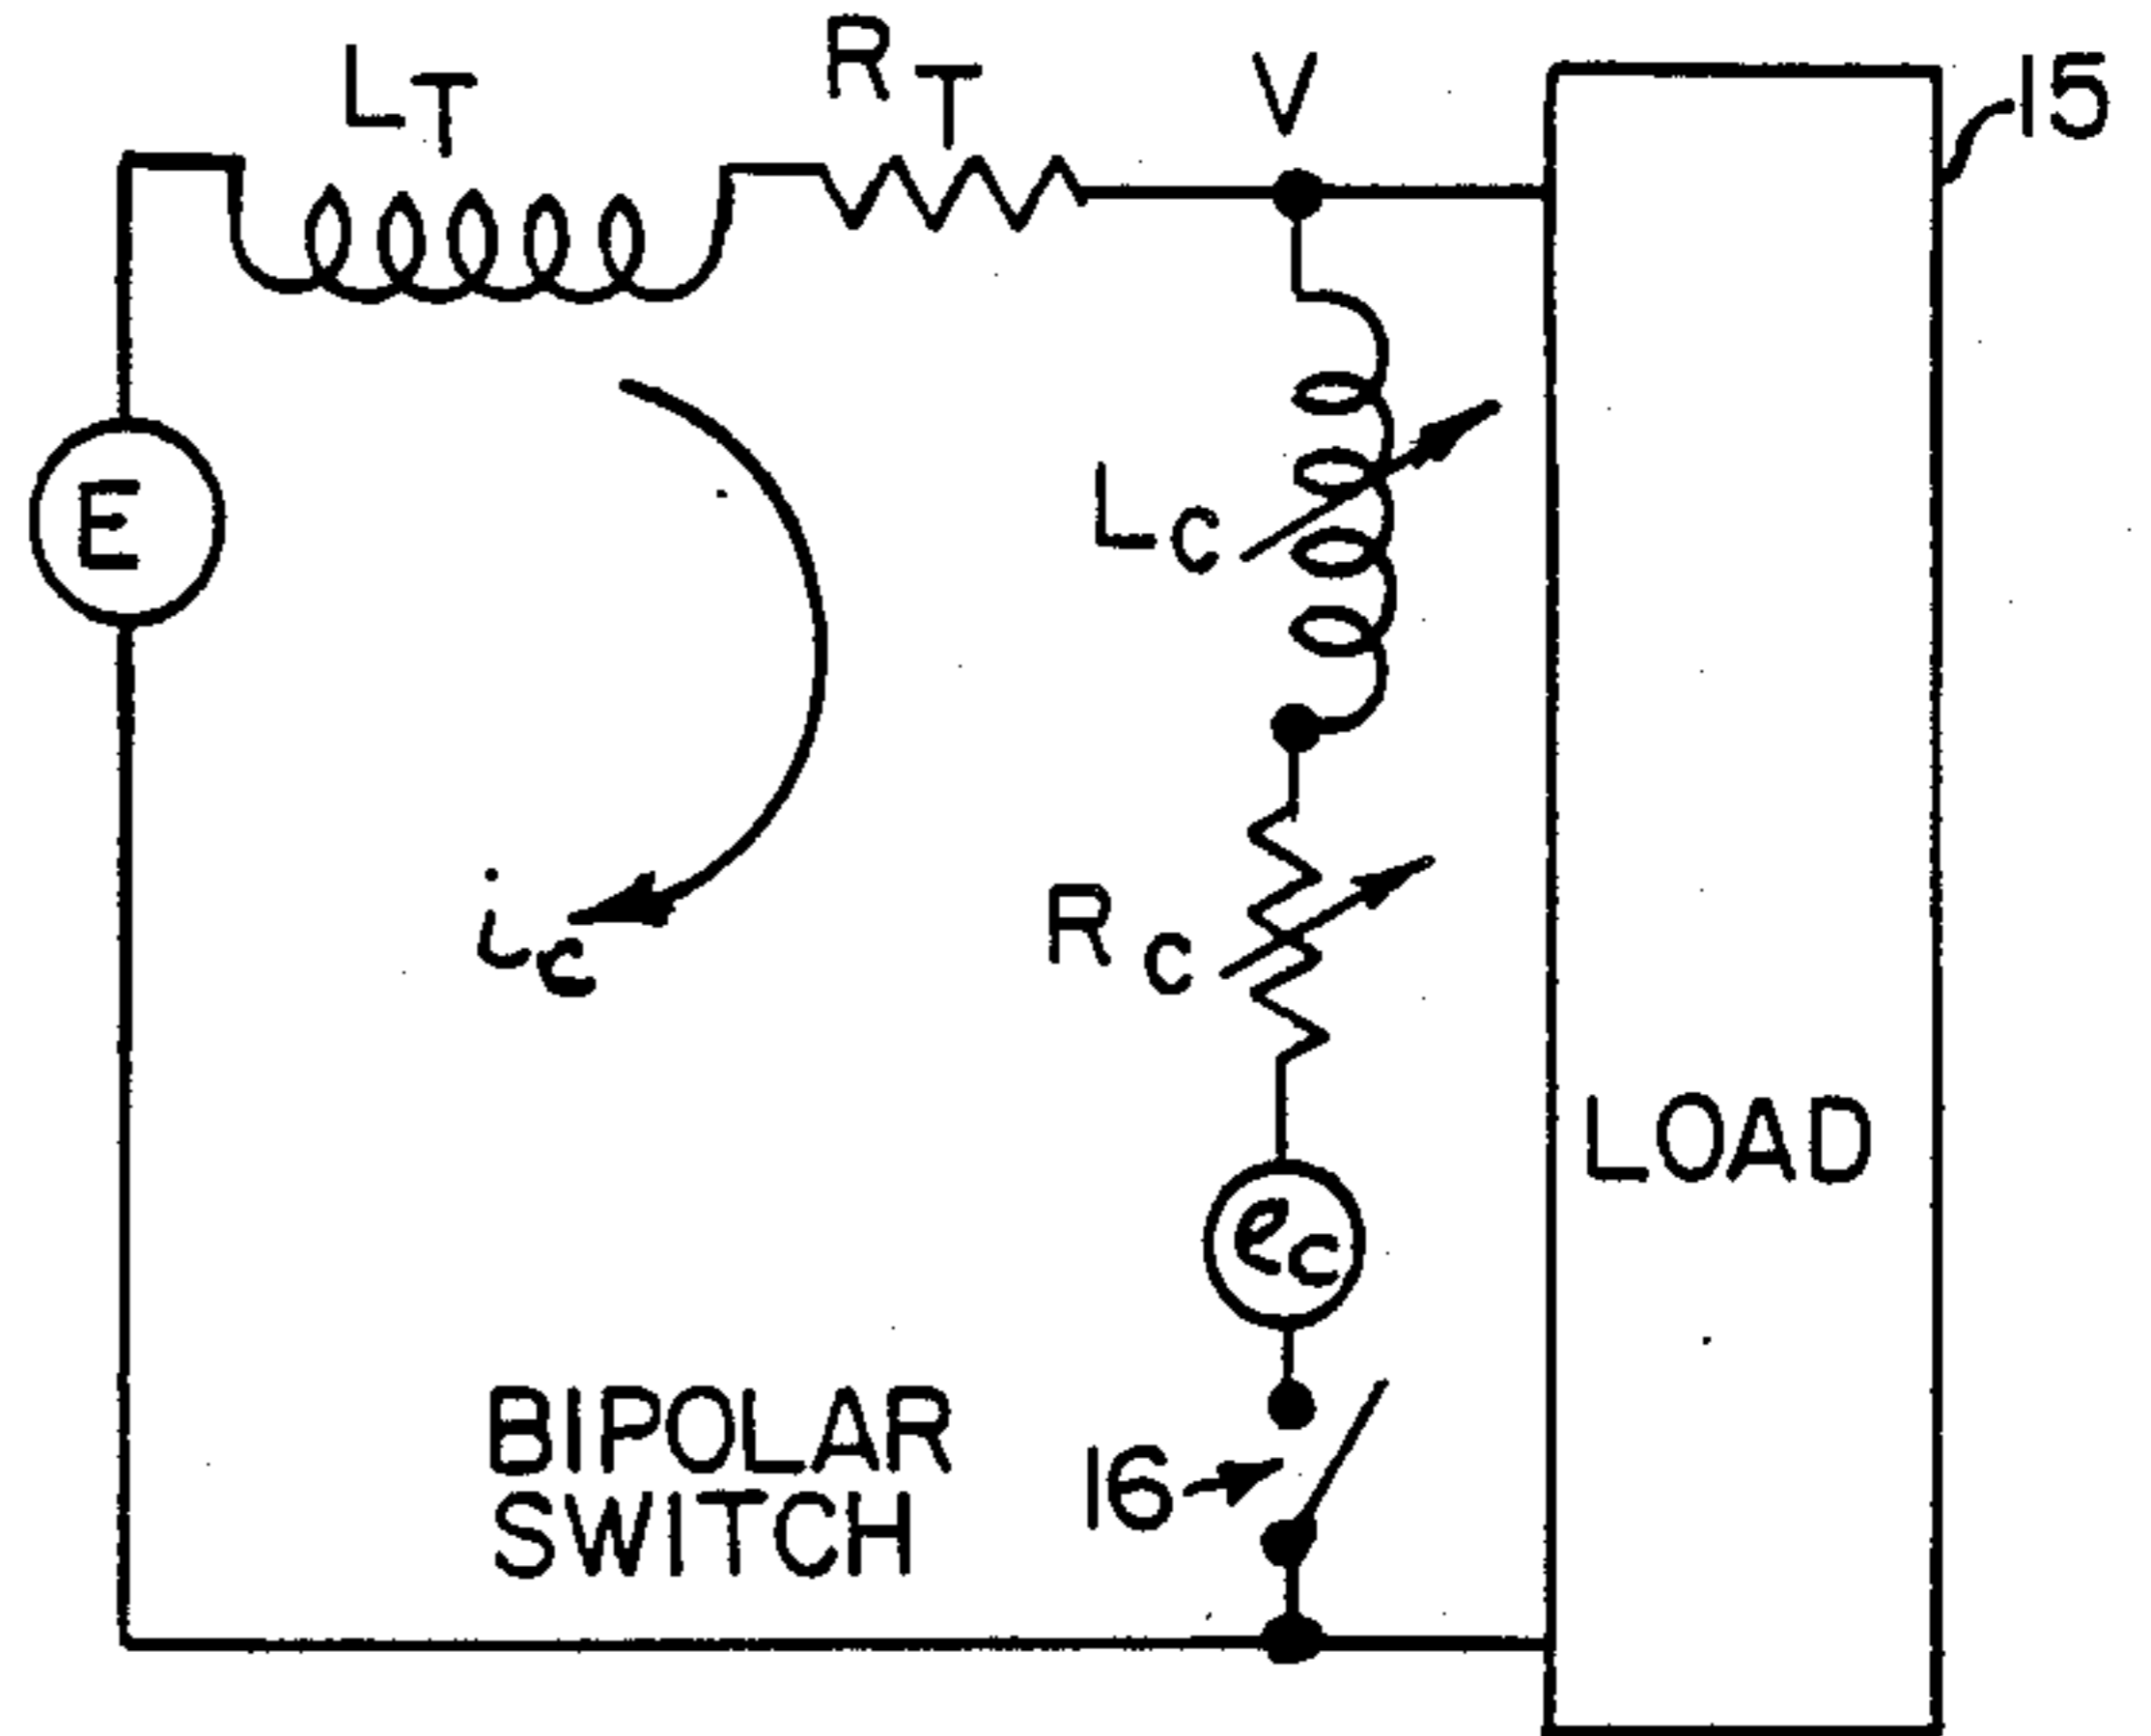 L_T
R_T
V
15
E
L_C
i_c
R_C
LOAD
e_c
BIPOLAR
SWITCH
16